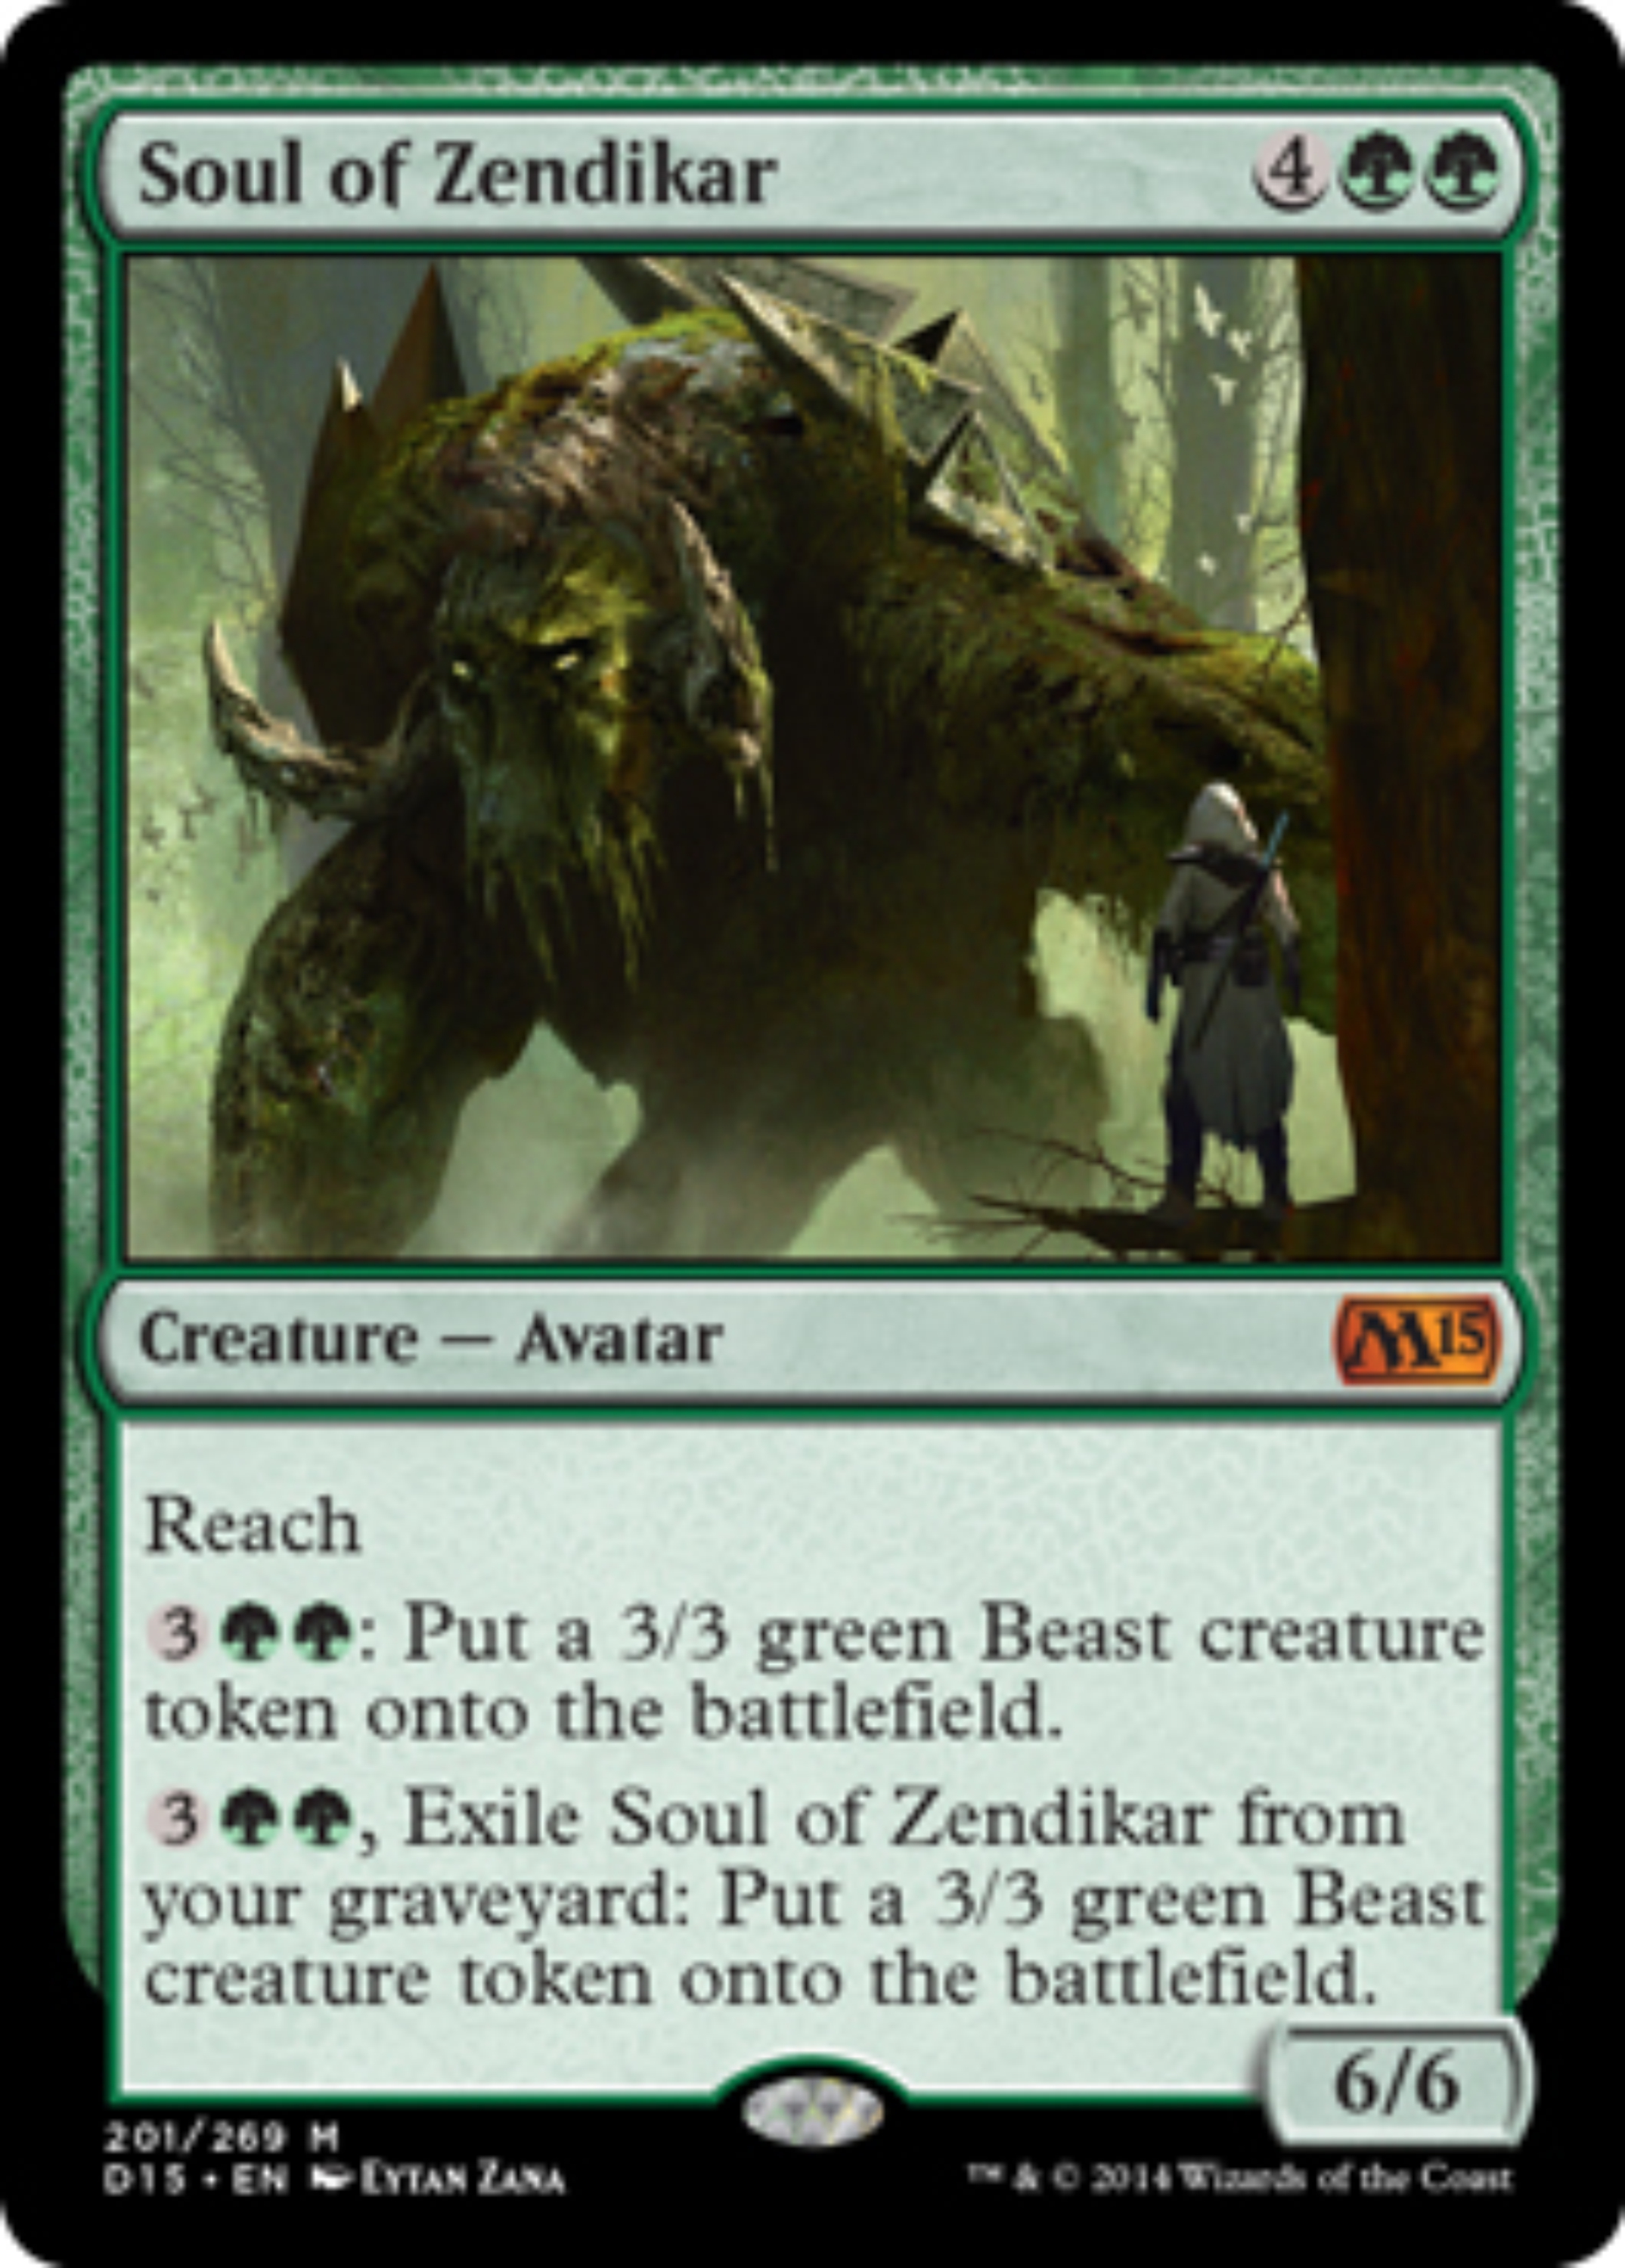 Soul of Zendikar 4
Creature — Avatar M15
Reach
3 : Put a 3/3 green Beast creature
token onto the battlefield.
3 , Exile Soul of Zendikar from
your graveyard: Put a 3/3 green Beast
creature token onto the battlefield.
6/6
201/269 M
D15 • EN EYTAN ZANA
™ & © 2014 Wizards of the Coast